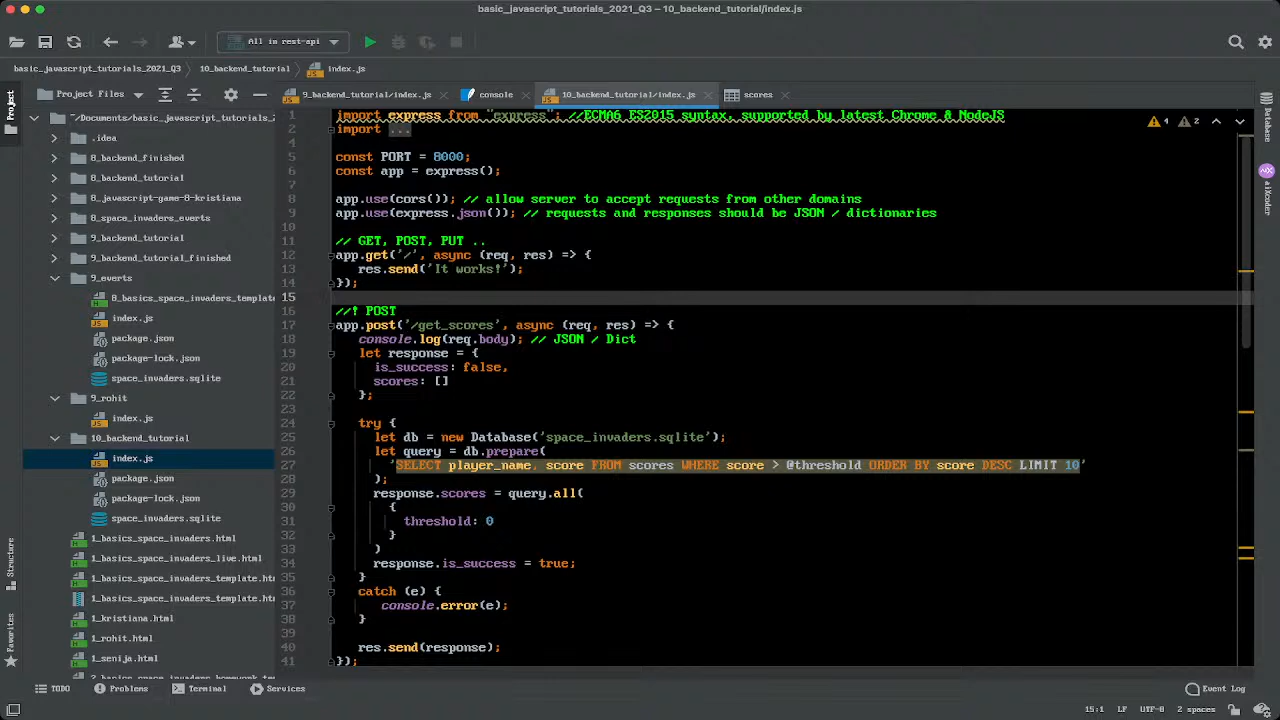 basic_javascript_tutorials_2021_Q3 – 10_backend_tutorial/index.js
All in rest-api
basic_javascript_tutorials_2021_Q3 10_backend_tutorial index.js
Project
Project Files
9_backend_tutorial/index.js
console
10_backend_tutorial/index.js
scores
~/Documents/basic_javascript_tutorials_
8_backend_finished
8_backend_tutorial
8_javascript-game-8-kristiana
8_space_invaders_everts
9_backend_tutorial
9_backend_tutorial_finished
9_everts
8_basics_space_invaders_template
index.js
package.json
package-lock.json
space_invaders.sqlite
9_rohit
index.js
10_backend_tutorial
index.js
package.json
package-lock.json
space_invaders.sqlite
1_basics_space_invaders.html
1_basics_space_invaders_live.html
1_basics_space_invaders_template.htm
1_basics_space_invaders_template.htm
1_kristiana.html
1_rohit.html
1_senija.html
1 import express from "express"; //ECMA6 ES2015 syntax, supported by latest Chrome & NodeJS
2 import ...
4
5 const PORT = 8000;
6 const app = express();
7
8 app.use(cors()); // allow server to accept requests from other domains
9 app.use(express.json()); // requests and responses should be JSON / dictionaries
10
11 // GET, POST, PUT ..
12 app.get('/', async (req, res) => {
13 res.send('It works!');
14 });
15
16 //! POST
17 app.post('/get_scores', async (req, res) => {
18 console.log(req.body); // JSON / Dict
19 let response = {
20 is_success: false,
21 scores: []
22 };
23
24 try {
25 let db = new Database('space_invaders.sqlite');
26 let query = db.prepare(
27 'SELECT player_name, score FROM scores WHERE score > @threshold ORDER BY score DESC LIMIT 10'
28 );
29 response.scores = query.all(
30 {
31 threshold: 0
32 }
33 )
34 response.is_success = true;
35 }
36 catch (e) {
37 console.error(e);
38 }
39
40 res.send(response);
41 });
4 2
Database
Structure
Favorites
TODO Problems Terminal Services
Event Log
15:1 LF UTF-8 2 spaces